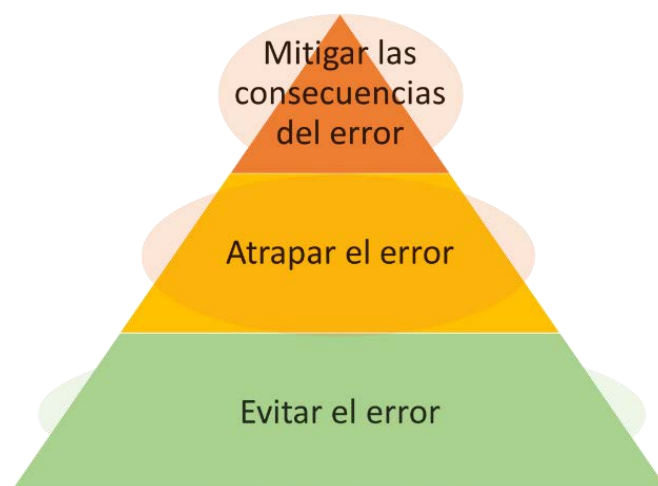 Mitigar las
consecuencias
del error
Atrapar el error
Evitar el error